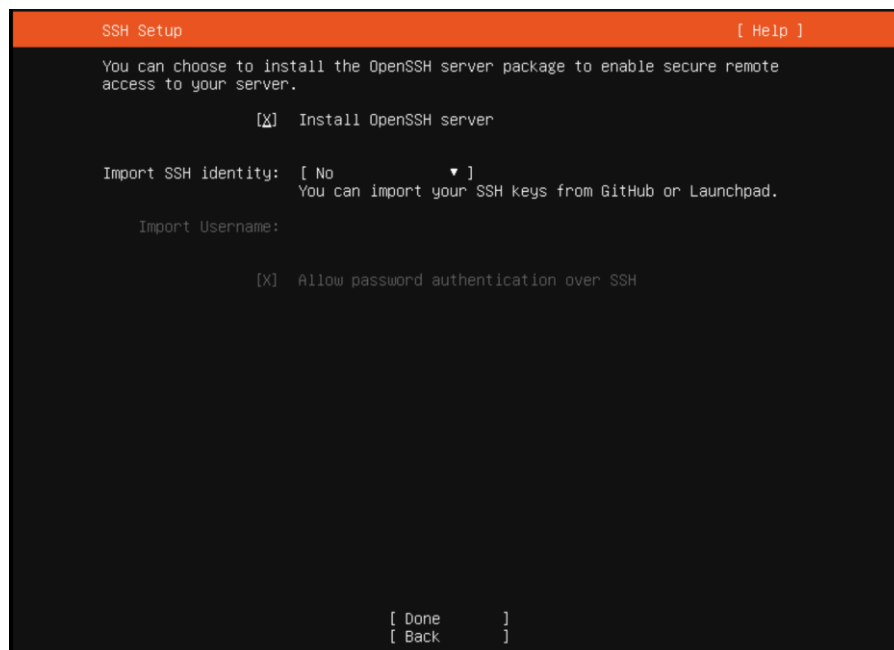 SSH Setup [ Help ]
You can choose to install the OpenSSH server package to enable secure remote
access to your server.
[X] Install OpenSSH server
Import SSH identity: [ No ▾ ]
You can import your SSH keys from GitHub or Launchpad.
Import Username:
[X] Allow password authentication over SSH
[ Done ]
[ Back ]